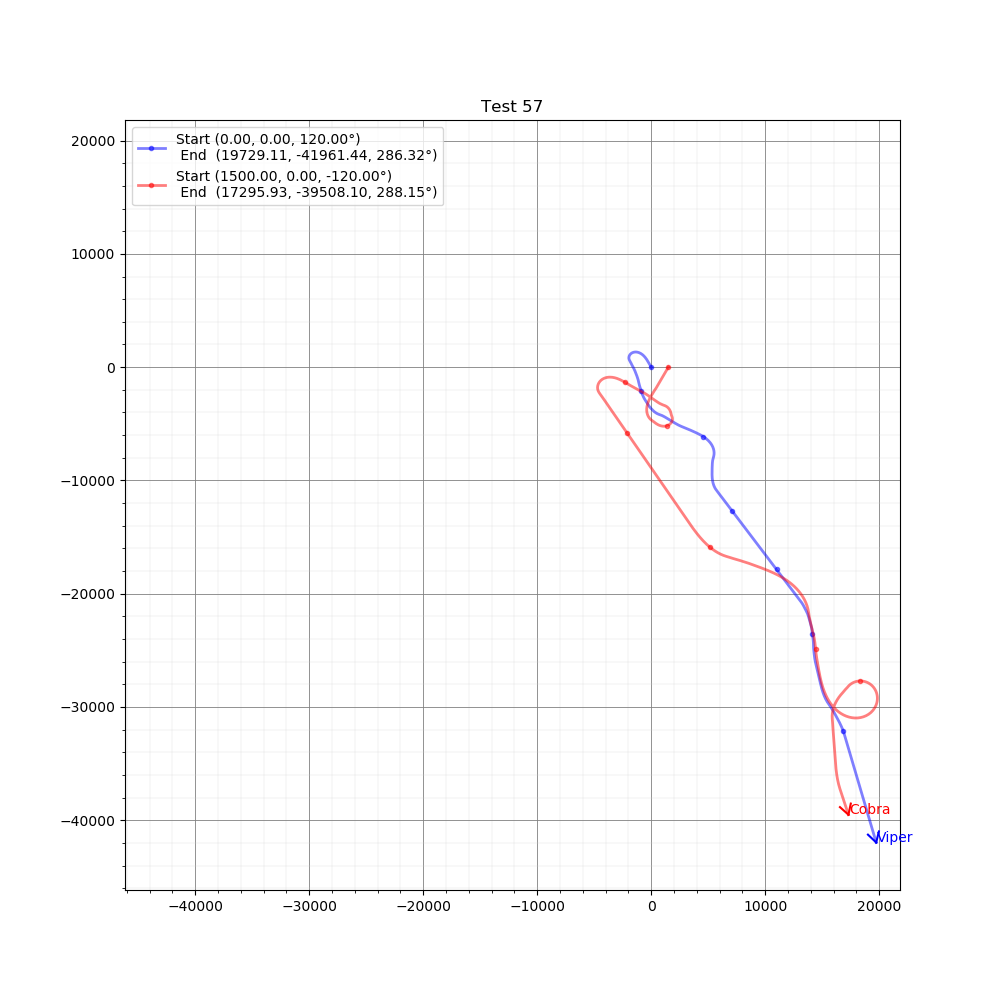 Test 57
Start (0.00, 0.00, 120.00°)
End (19729.11, -41961.44, 286.32°)
Start (1500.00, 0.00, -120.00°)
End (17295.93, -39508.10, 288.15°)
20000
10000
0
−10000
−20000
−30000
−40000
Cobra
Viper
−40000 −30000 −20000 −10000 0 10000 20000